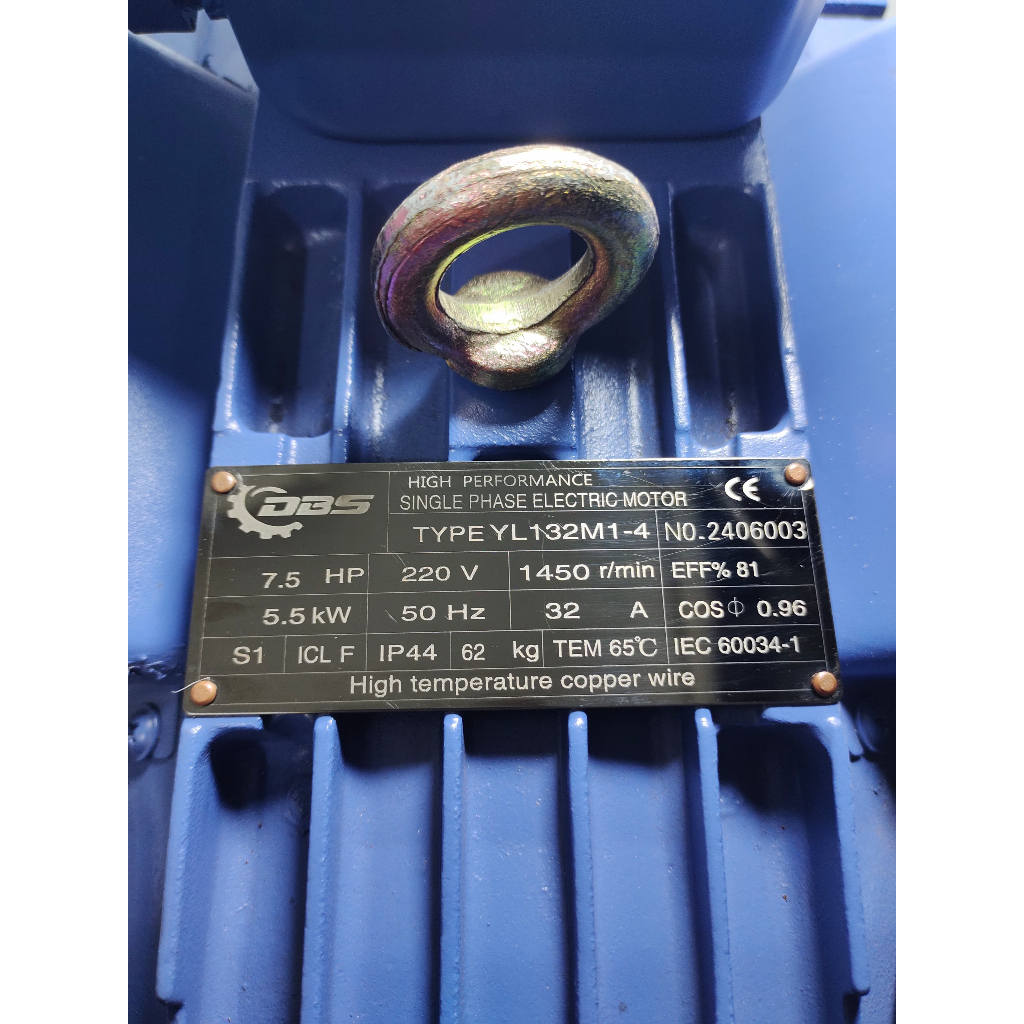 DBS
HIGH PERFORMANCE
SINGLE PHASE ELECTRIC MOTOR
CE
TYPE YL132M1-4 NO.2406003
7.5 HP 220 V 1450 r/min EFF% 81
5.5 kW 50 Hz 32 A COS Φ 0.96
S1 ICL F IP44 62 kg TEM 65℃ IEC 60034-1
High temperature copper wire